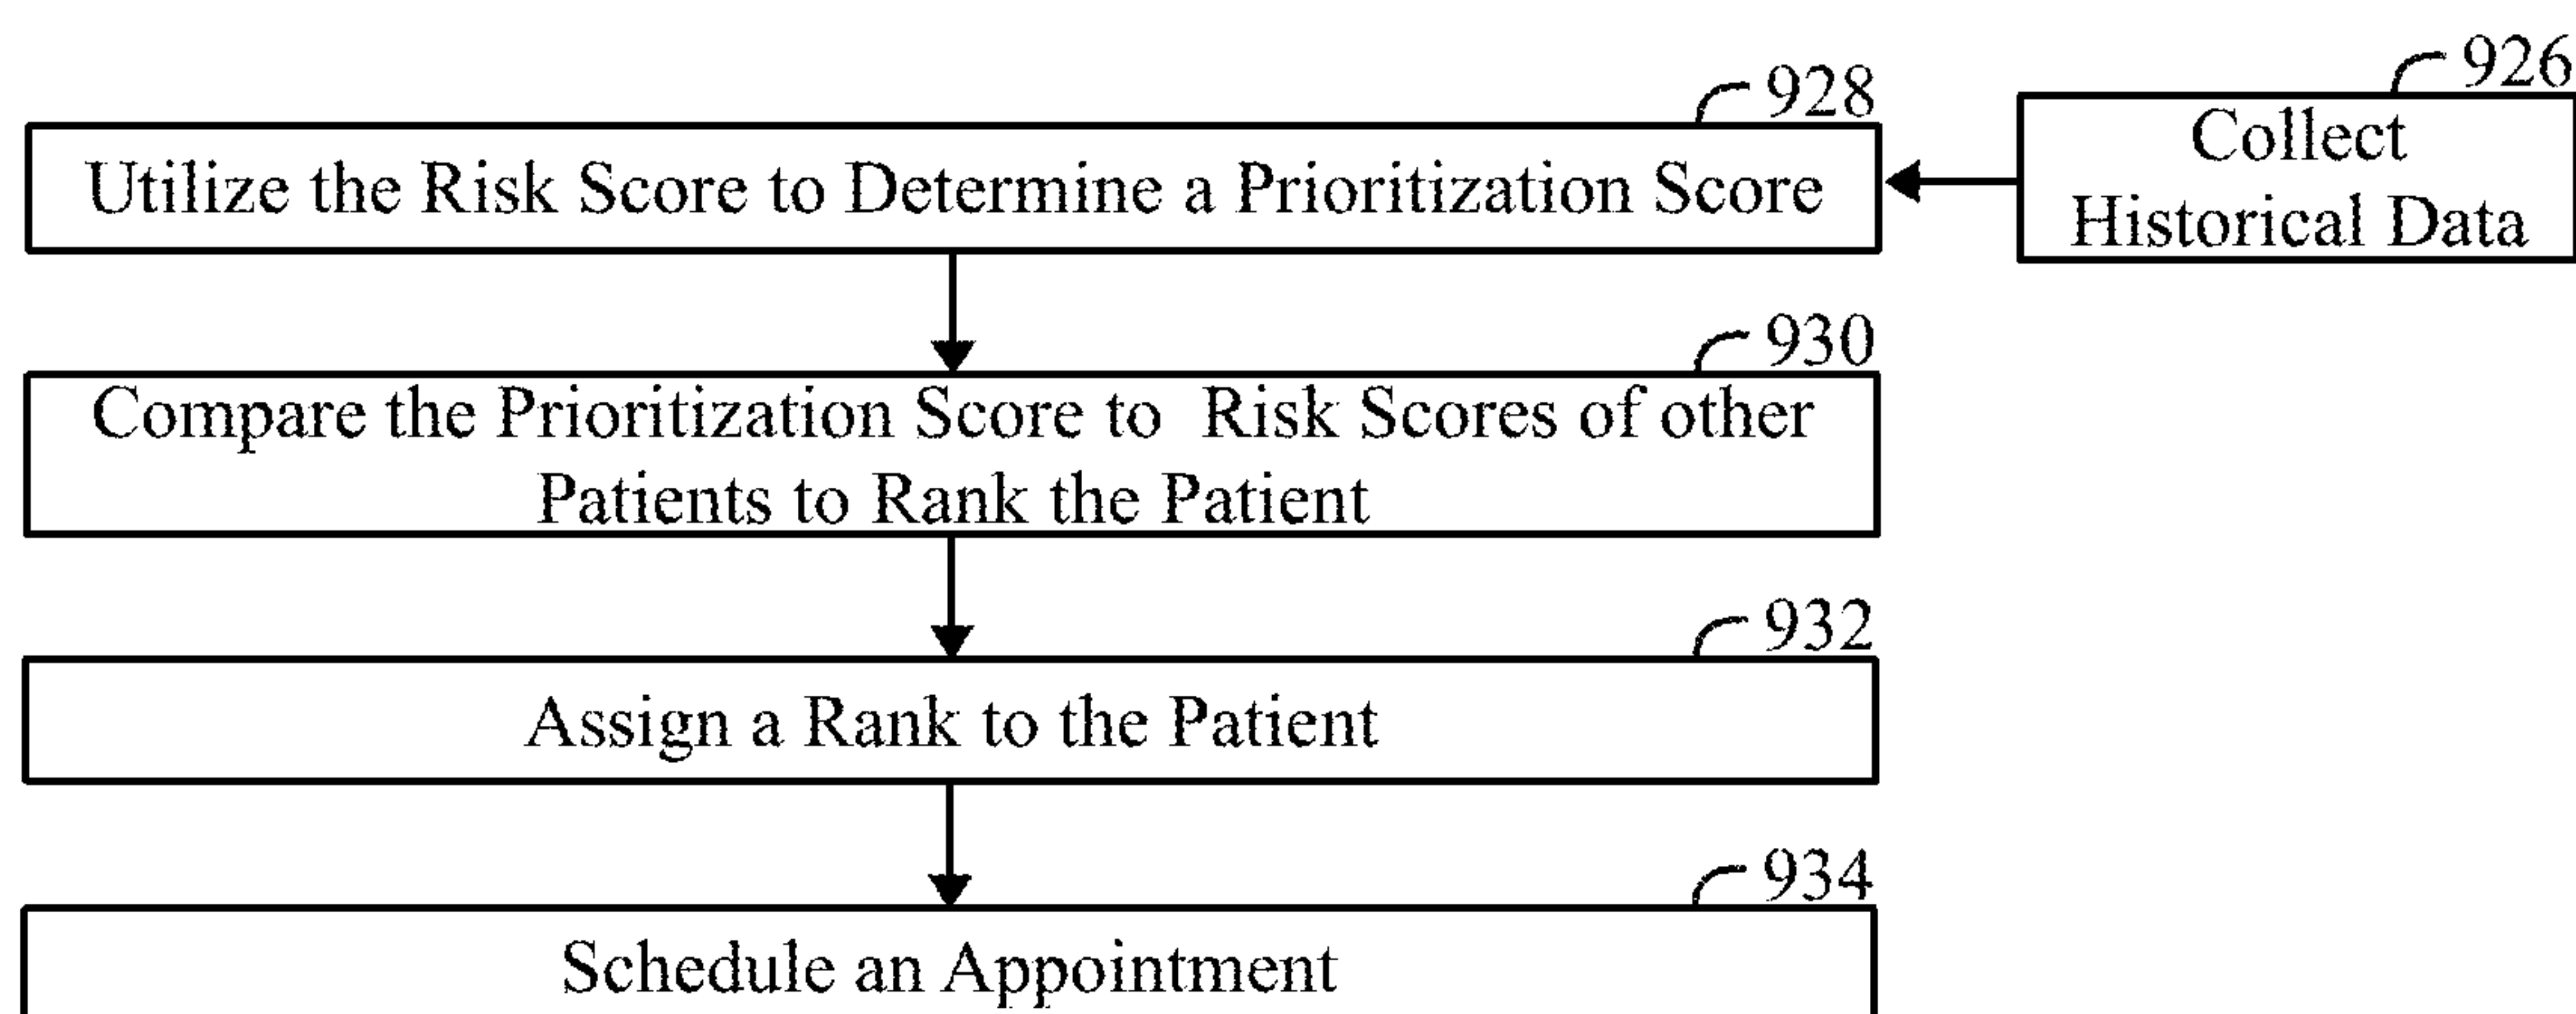 926
928
Collect
Historical Data
Utilize the Risk Score to Determine a Prioritization Score
930
Compare the Prioritization Score to Risk Scores of other
Patients to Rank the Patient
932
Assign a Rank to the Patient
934
Schedule an Appointment